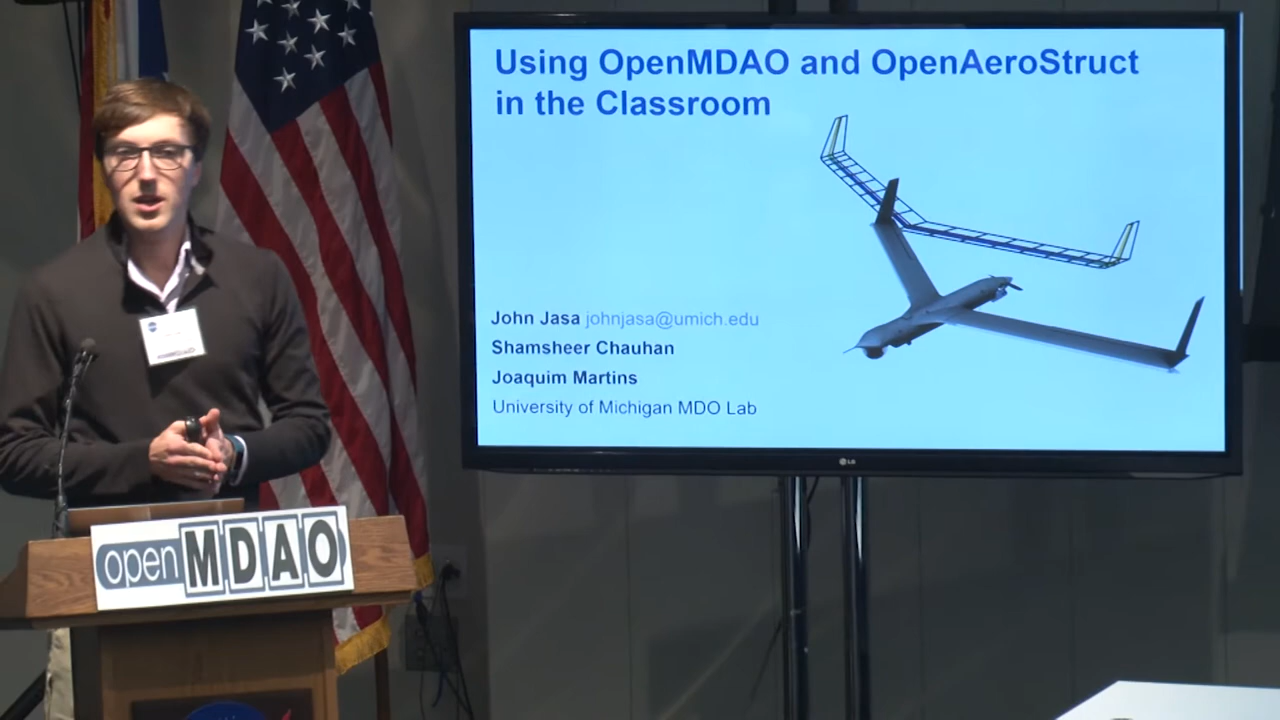 Using OpenMDAO and OpenAeroStruct
in the Classroom
John Jasa johnjasa@umich.edu
Shamsheer Chauhan
Joaquim Martins
University of Michigan MDO Lab
LG
openMDAO